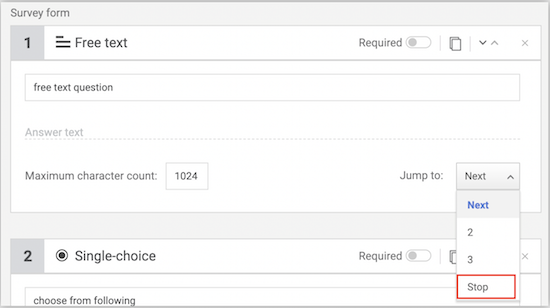 Survey form
1 Free text Required
free text question
Answer text
Maximum character count: 1024 Jump to: Next
Next
2
3
Stop
2 Single-choice Required
choose from following